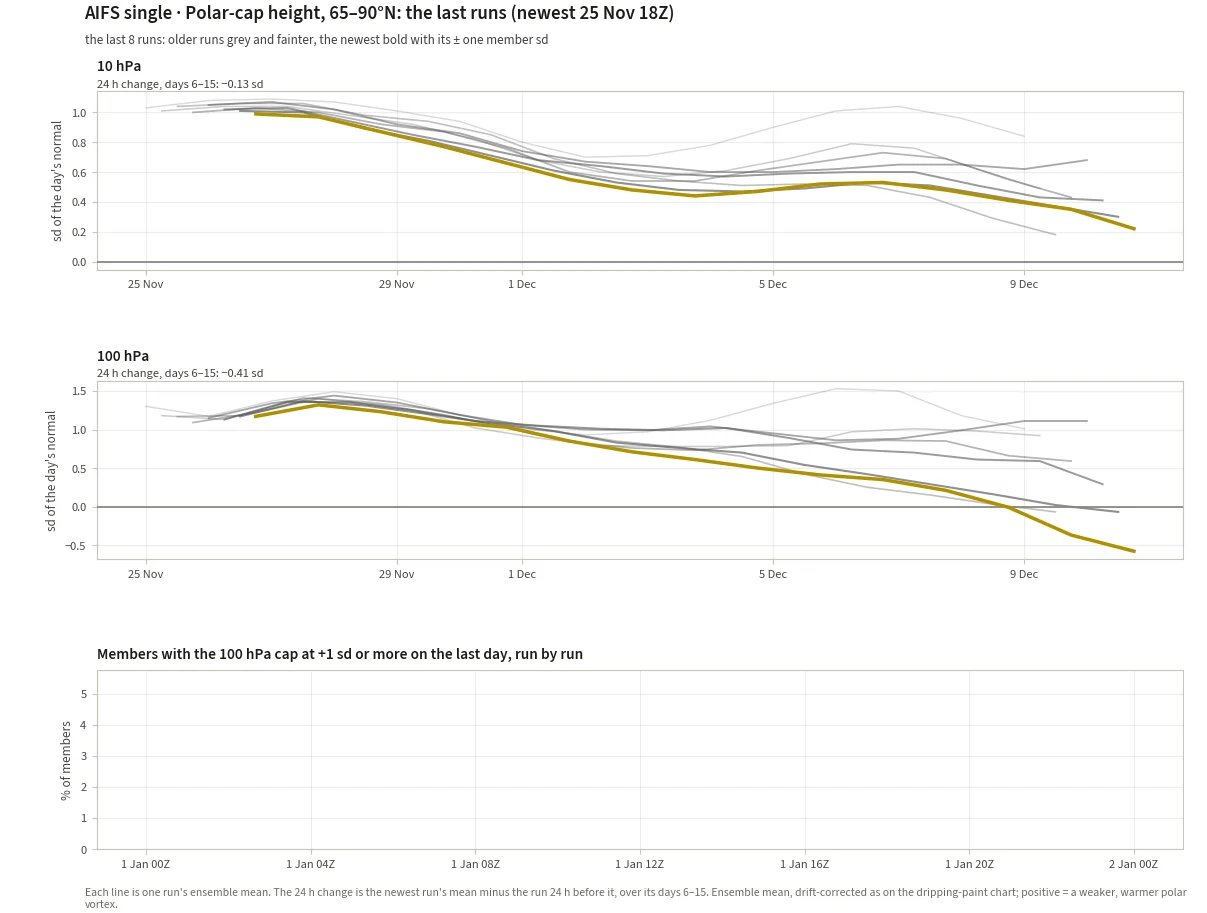 AIFS single · Polar-cap height, 65–90°N: the last runs (newest 25 Nov 18Z)
the last 8 runs: older runs grey and fainter, the newest bold with its ± one member sd
10 hPa
24 h change, days 6–15: −0.13 sd
sd of the day's normal
1.0
0.8
0.6
0.4
0.2
0.0
25 Nov
29 Nov
1 Dec
5 Dec
9 Dec
100 hPa
24 h change, days 6–15: −0.41 sd
sd of the day's normal
1.5
1.0
0.5
0.0
−0.5
25 Nov
29 Nov
1 Dec
5 Dec
9 Dec
Members with the 100 hPa cap at +1 sd or more on the last day, run by run
% of members
5
4
3
2
1
0
1 Jan 00Z
1 Jan 04Z
1 Jan 08Z
1 Jan 12Z
1 Jan 16Z
1 Jan 20Z
2 Jan 00Z
Each line is one run's ensemble mean. The 24 h change is the newest run's mean minus the run 24 h before it, over its days 6–15. Ensemble mean, drift-corrected as on the dripping-paint chart; positive = a weaker, warmer polar
vortex.